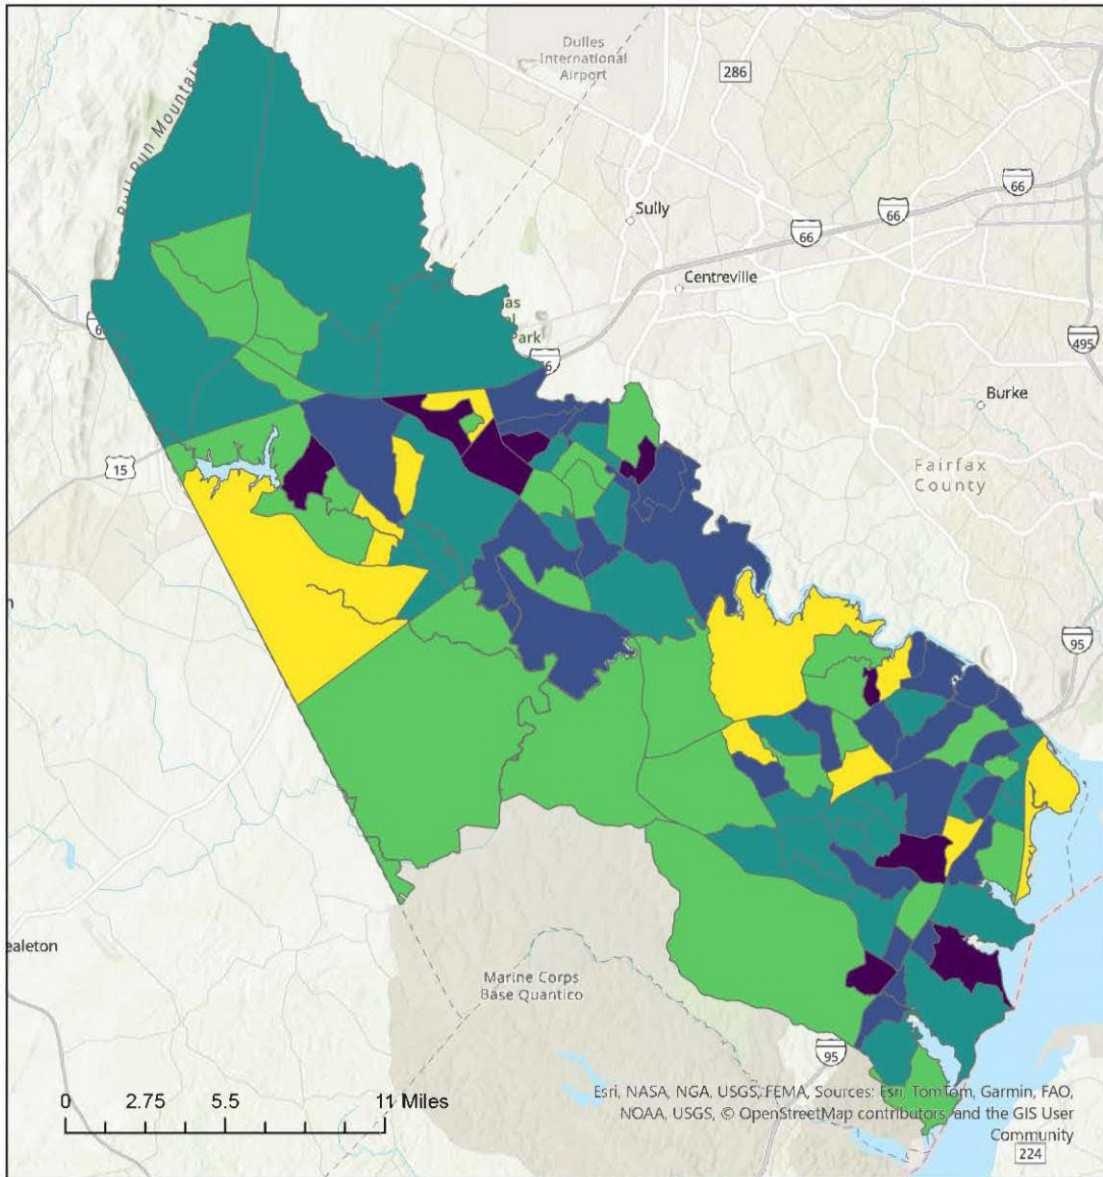 Dulles
International
Airport
286
66
Sully
66
66
Centreville
495
Burke
15
Fairfax
County
Park
95
Marine Corps
Base Quantico
95
0 2.75 5.5 11 Miles
Esri, NASA, NGA, USGS, FEMA, Sources: Esri, TomTom, Garmin, FAO,
NOAA, USGS, © OpenStreetMap contributors, and the GIS User
Community
224